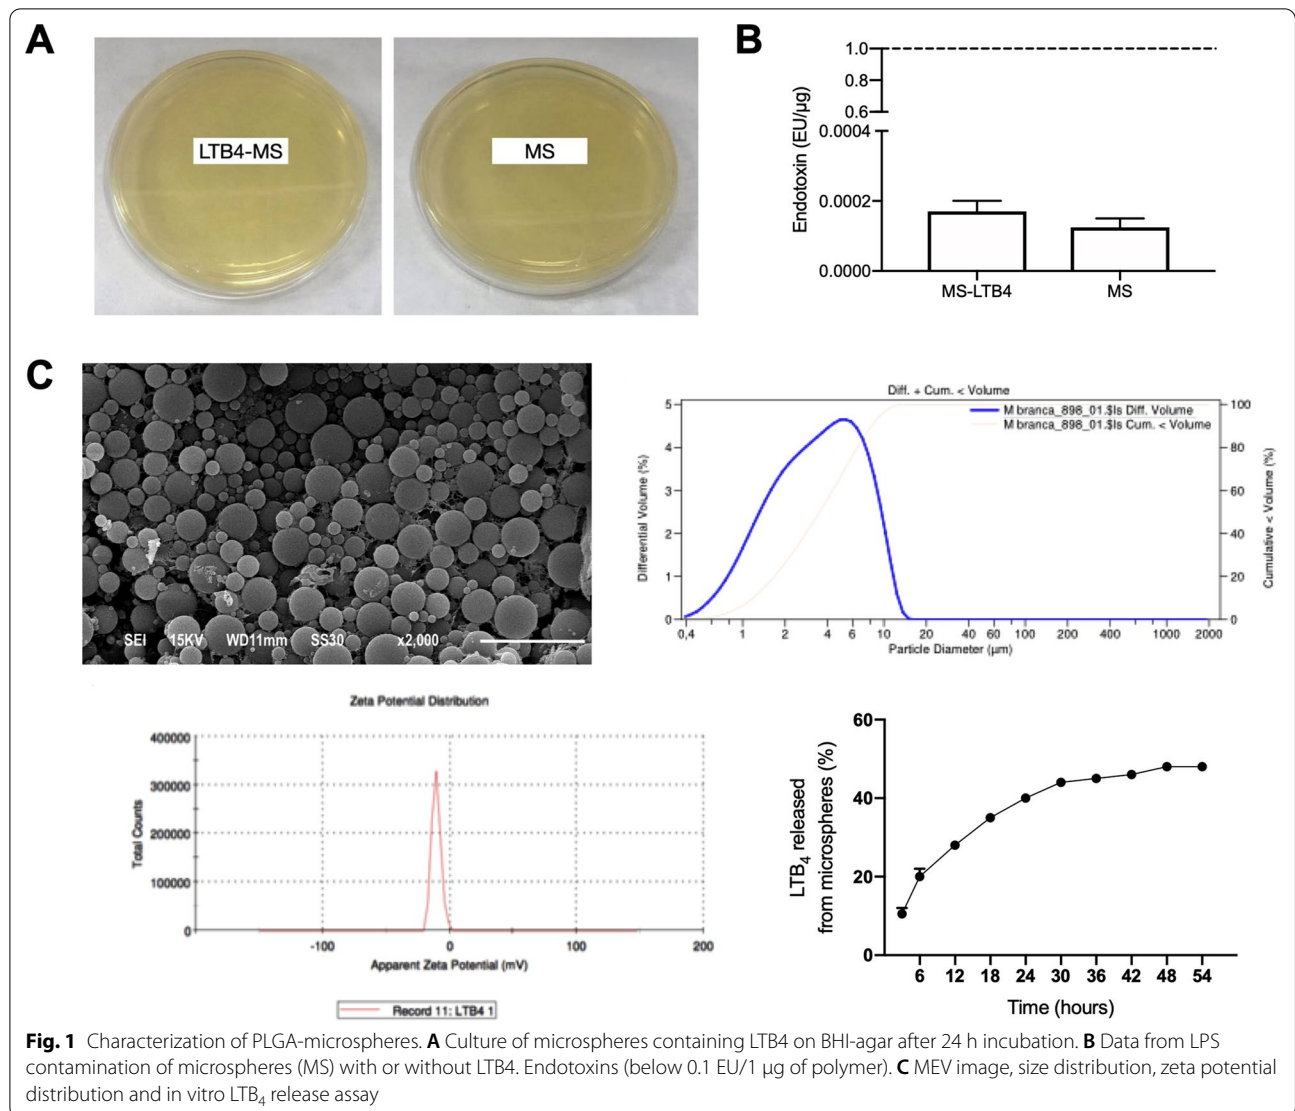 A
LTB4-MS
MS
B
Endotoxin (EU/µg)
1.0
0.8
0.6
0.0004
0.0002
0.0000
MS-LTB4
MS
C
SEI 15KV WD11mm SS30 x2,000
Diff. + Cum. < Volume
M branca_898_01.$ls Diff. Volume
M branca_898_01.$ls Cum. < Volume
Differential Volume (%)
5
4
3
2
1
0
Cumulative < Volume (%)
100
80
60
40
20
0
0,4 1 2 4 6 10 20 40 60 100 200 400 1000 2000
Particle Diameter (µm)
Zeta Potential Distribution
Total Counts
400000
300000
200000
100000
0
-100 0 100 200
Apparent Zeta Potential (mV)
Record 11: LTB4 1
LTB₄ released
from microspheres (%)
60
40
20
0
6 12 18 24 30 36 42 48 54
Time (hours)
Fig. 1 Characterization of PLGA-microspheres. A Culture of microspheres containing LTB4 on BHI-agar after 24 h incubation. B Data from LPS
contamination of microspheres (MS) with or without LTB4. Endotoxins (below 0.1 EU/1 µg of polymer). C MEV image, size distribution, zeta potential
distribution and in vitro LTB₄ release assay